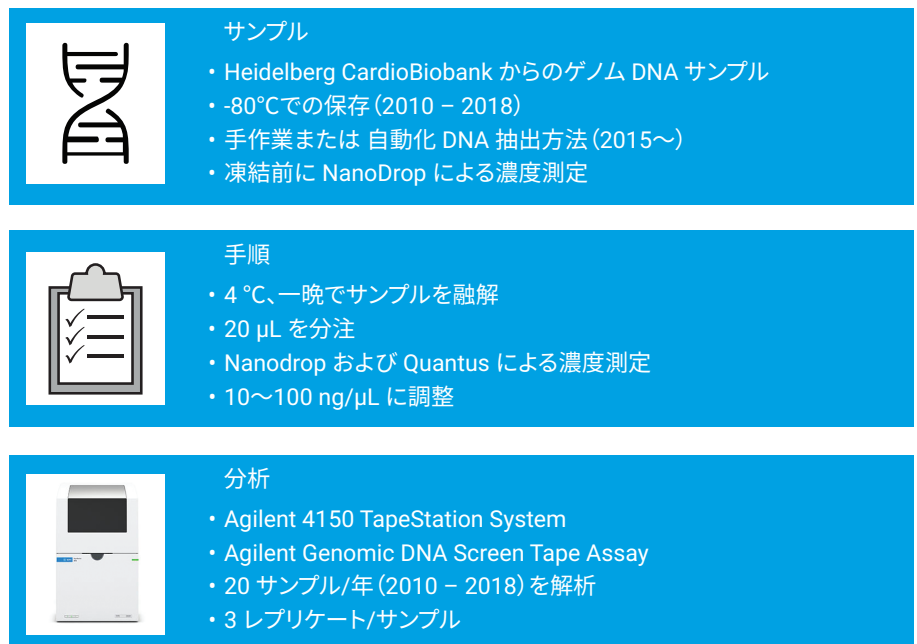 サンプル
・Heidelberg CardioBiobank からのゲノム DNA サンプル
・-80℃での保存（2010 – 2018）
・手作業または 自動化 DNA 抽出方法（2015～）
・凍結前に NanoDrop による濃度測定
手順
・4 ℃、一晩でサンプルを融解
・20 µL を分注
・Nanodrop および Quantus による濃度測定
・10～100 ng/µL に調整
分析
・Agilent 4150 TapeStation System
・Agilent Genomic DNA Screen Tape Assay
・20 サンプル/年（2010 – 2018）を解析
・3 レプリケート/サンプル